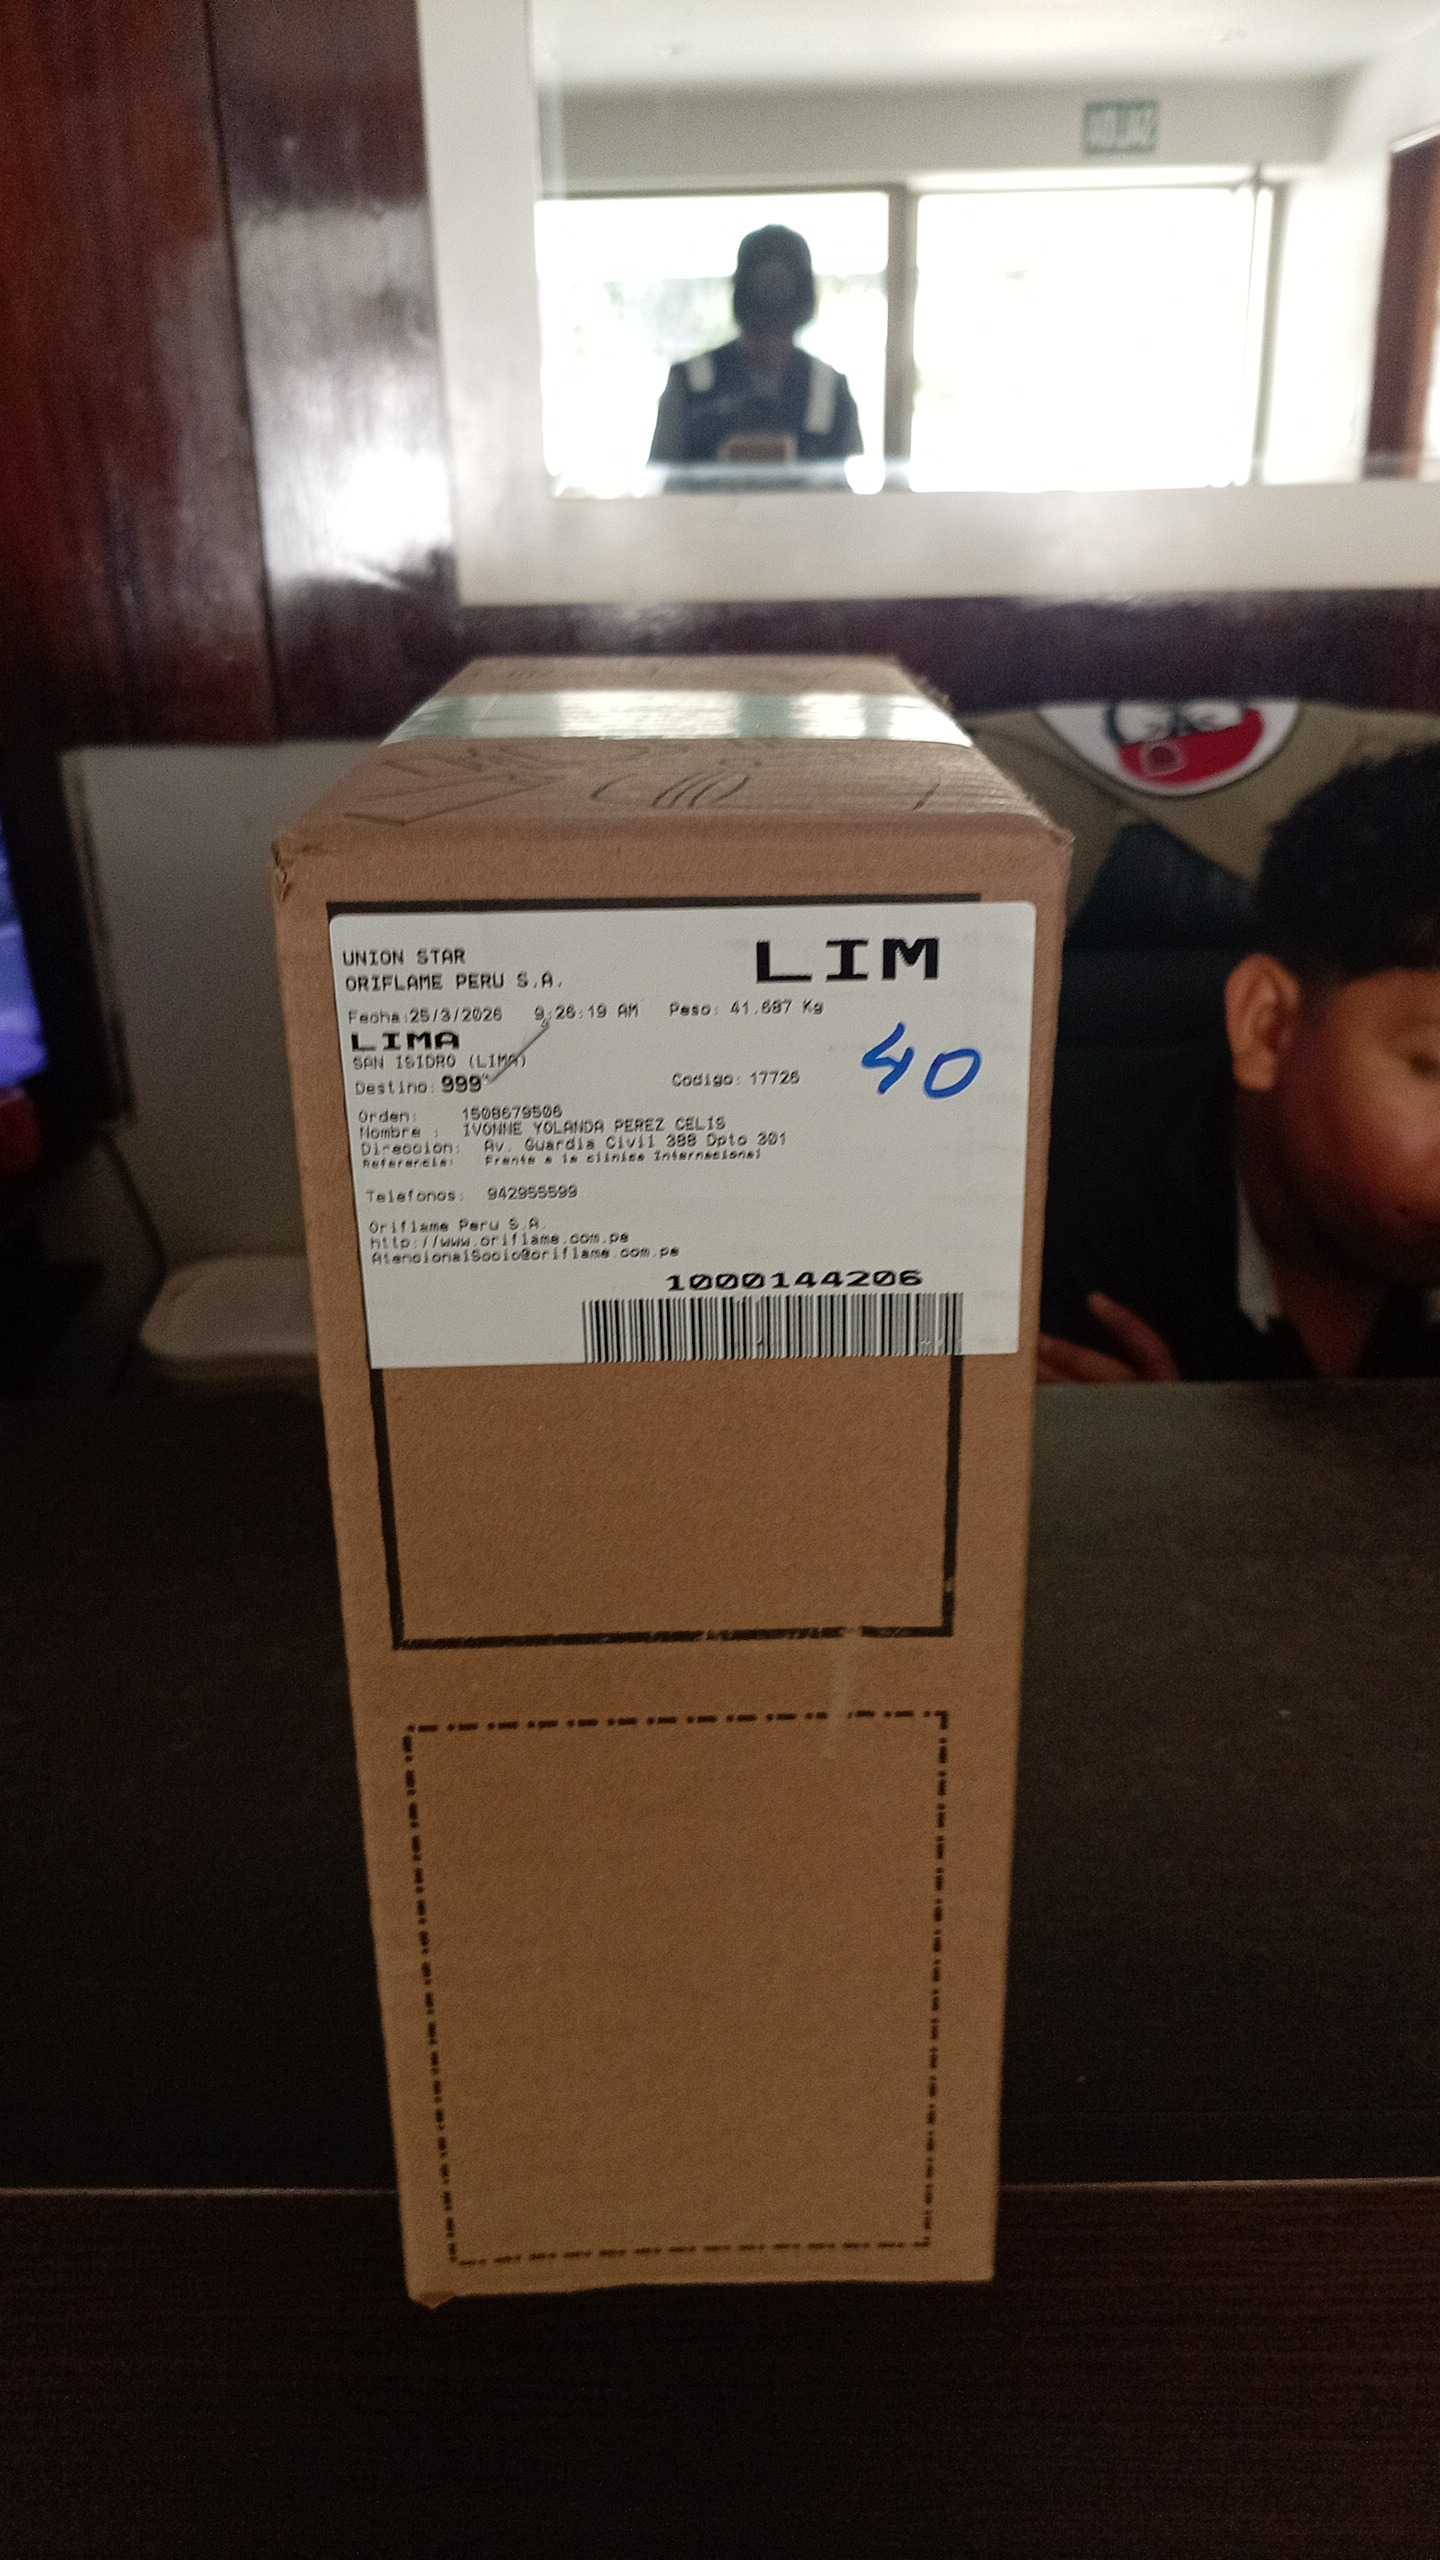 UNION STAR
ORIFLAME PERU S.A.
LIM
Fecha:25/3/2026 9:26:19 AM Peso: 41.687 Kg
LIMA
SAN ISIDRO (LIMA)
40
Destino: 999 Codigo: 17726
Orden: 1508679506
Nombre : IVONNE YOLANDA PEREZ CELIS
Direccion: Av. Guardia Civil 388 Dpto 301
Referencia: Frente a la clinica Internacional
Telefonos: 942955599
Oriflame Peru S.A.
http://www.oriflame.com.pe
AtencionalSocio@oriflame.com.pe
1000144206